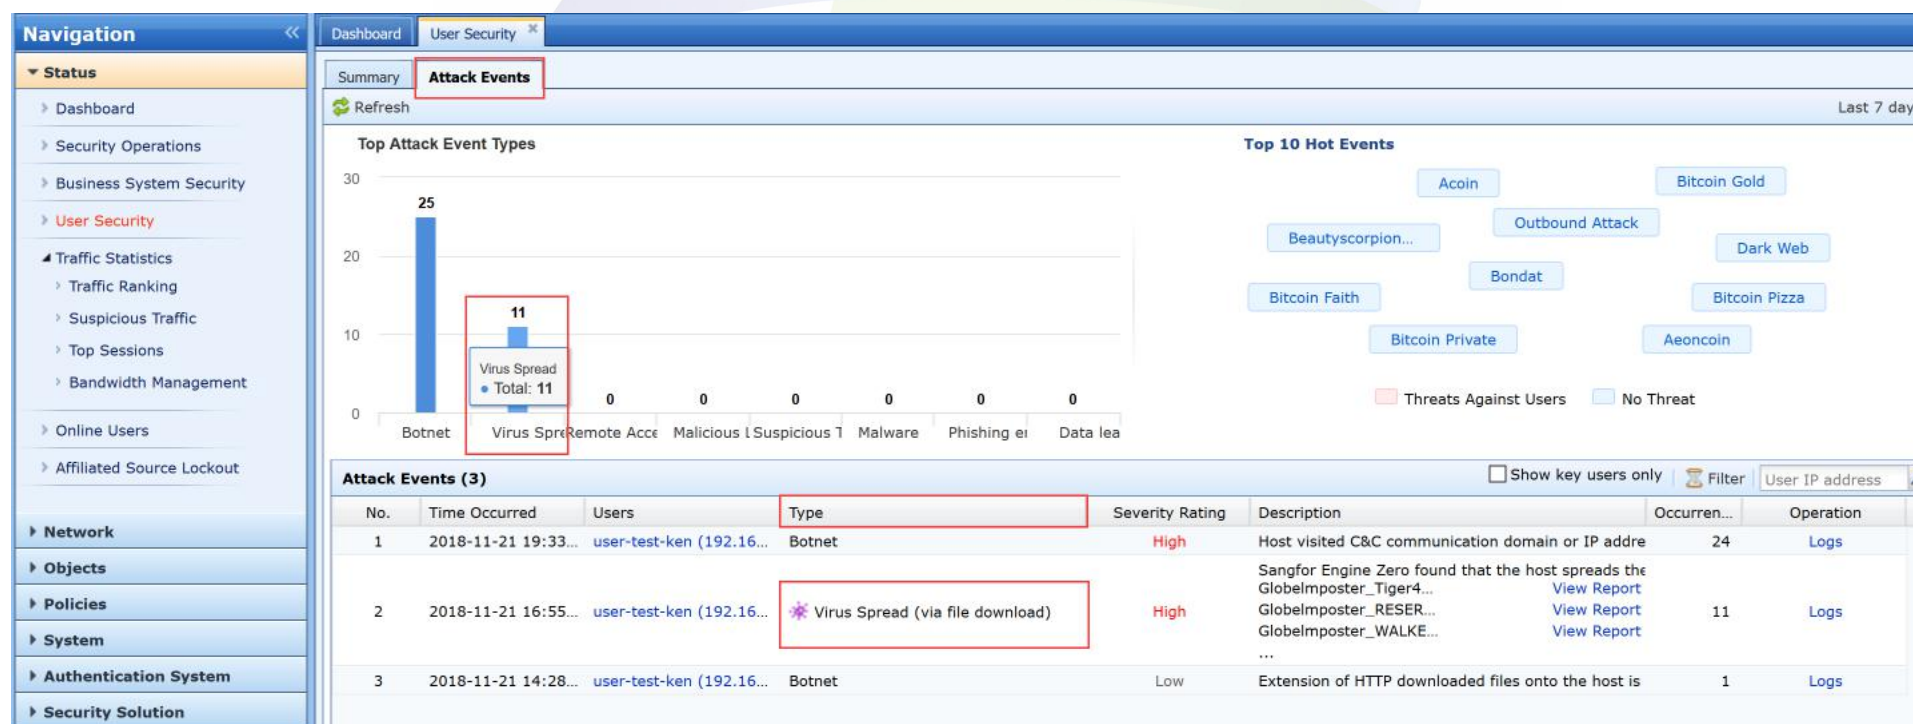 Navigation
Status
Dashboard
Security Operations
Business System Security
User Security
Traffic Statistics
Traffic Ranking
Suspicious Traffic
Top Sessions
Bandwidth Management
Online Users
Affiliated Source Lockout
Network
Objects
Policies
System
Authentication System
Security Solution
Dashboard User Security
Summary Attack Events
Refresh Last 7 day
Top Attack Event Types
30
20
10
0
25
11
0 0 0 0 0 0
Virus Spread
Total: 11
Botnet Virus Spre Remote Acce Malicious L Suspicious T Malware Phishing er Data lea
Top 10 Hot Events
Acoin Bitcoin Gold
Outbound Attack
Beautyscorpion...
Dark Web
Bondat
Bitcoin Faith Bitcoin Pizza
Bitcoin Private Aeoncoin
Threats Against Users No Threat
Attack Events (3) Show key users only Filter User IP address
No. Time Occurred Users Type Severity Rating Description Occurren... Operation
1 2018-11-21 19:33... user-test-ken (192.16... Botnet High Host visited C&C communication domain or IP addre 24 Logs
2 2018-11-21 16:55... user-test-ken (192.16... Virus Spread (via file download) High Sangfor Engine Zero found that the host spreads the 11 Logs
GlobeImposter_Tiger4... View Report
GlobeImposter_RESER... View Report
GlobeImposter_WALKE... View Report
...
3 2018-11-21 14:28... user-test-ken (192.16... Botnet Low Extension of HTTP downloaded files onto the host is 1 Logs